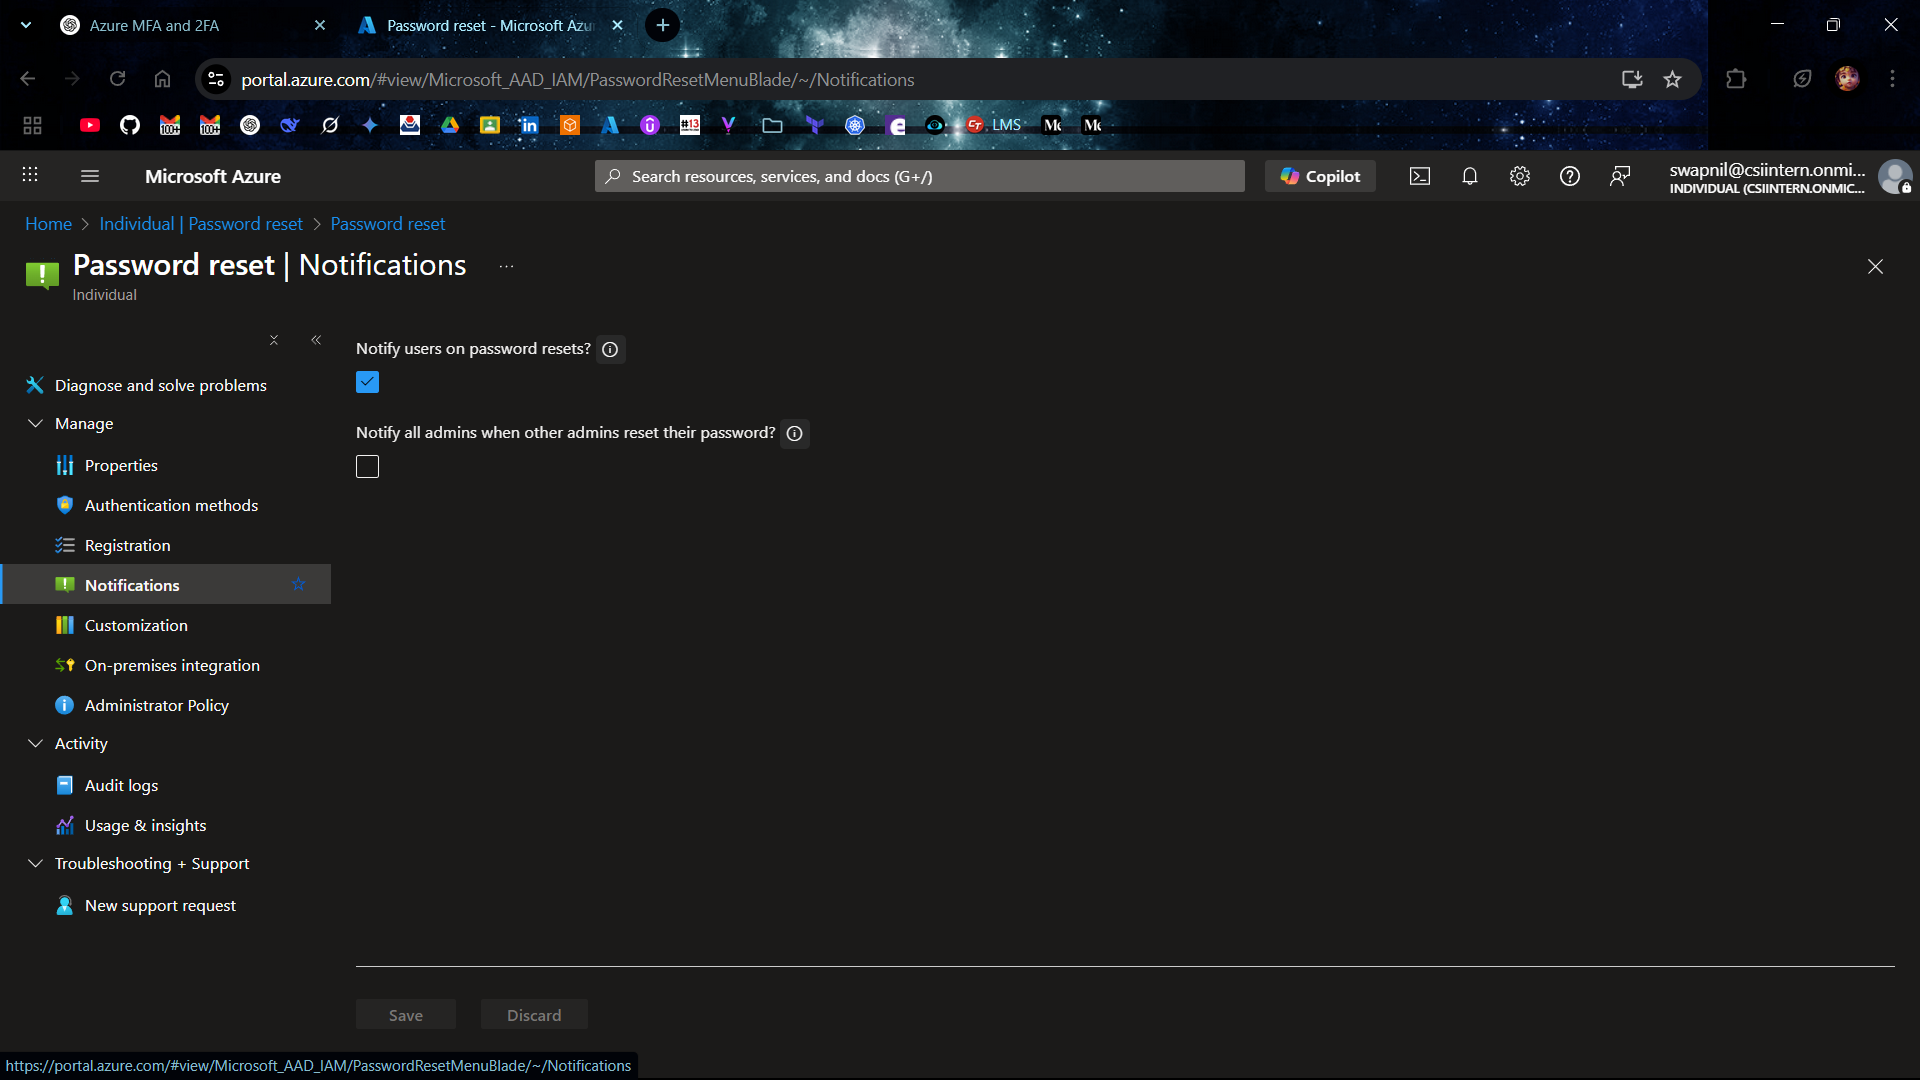 Azure MFA and 2FA
Password reset - Microsoft Azu
portal.azure.com/#view/Microsoft_AAD_IAM/PasswordResetMenuBlade/~/Notifications
100+
100+
#13
LMS
Microsoft Azure
Search resources, services, and docs (G+/)
Copilot
swapnil@csiintern.onmi...
INDIVIDUAL (CSIINTERN.ONMIC...
Home > Individual | Password reset > Password reset
Password reset | Notifications ...
Individual
Notify users on password resets?
Diagnose and solve problems
Manage
Notify all admins when other admins reset their password?
Properties
Authentication methods
Registration
Notifications
Customization
On-premises integration
Administrator Policy
Activity
Audit logs
Usage & insights
Troubleshooting + Support
New support request
Save
Discard
https://portal.azure.com/#view/Microsoft_AAD_IAM/PasswordResetMenuBlade/~/Notifications